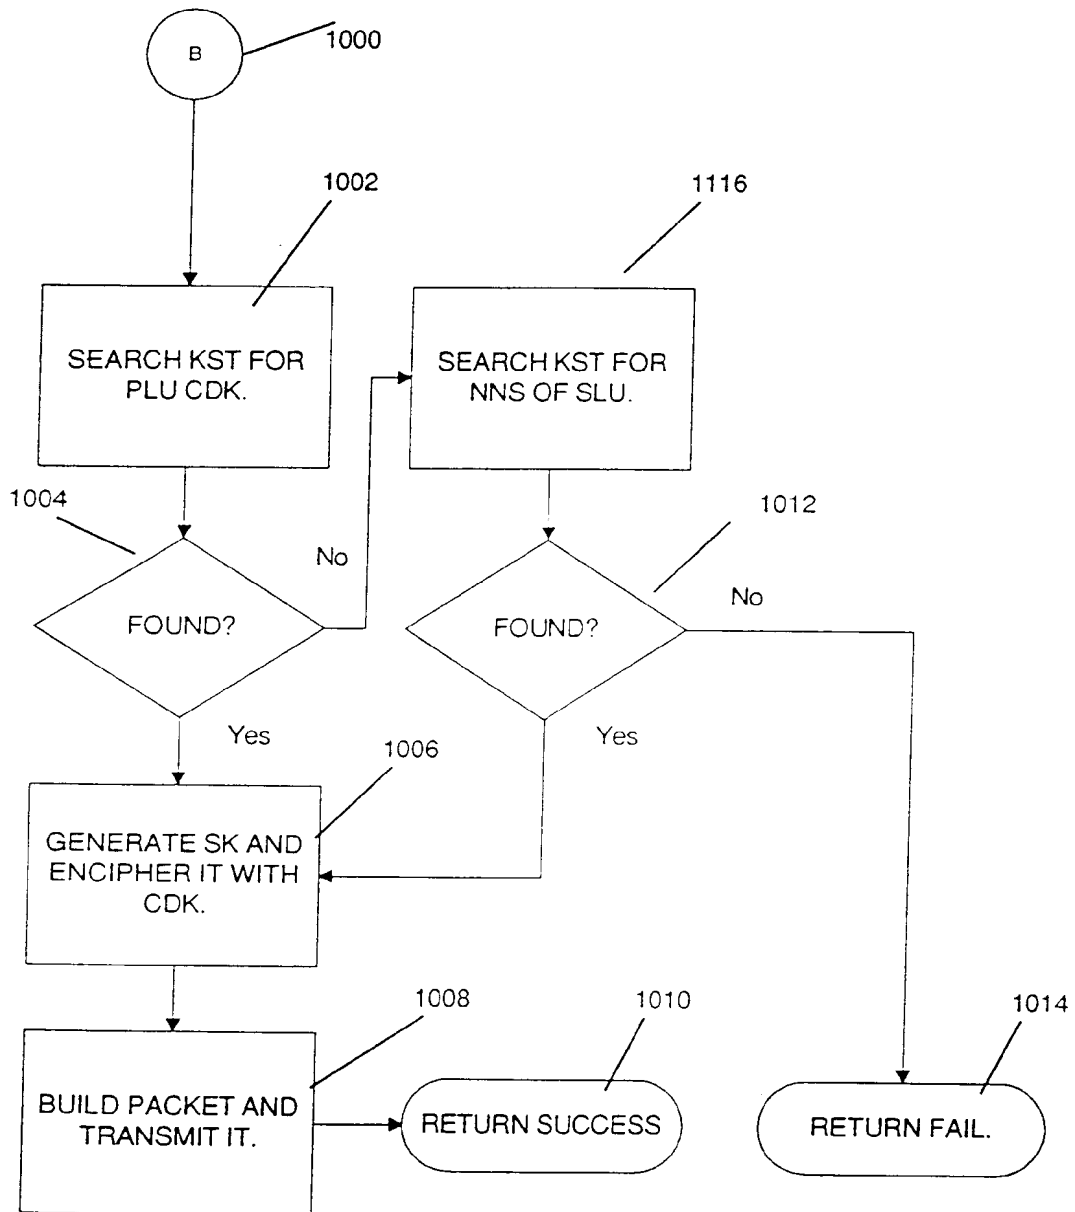 B
1000
1002
1116
SEARCH KST FOR
PLU CDK.
SEARCH KST FOR
NNS OF SLU.
1004
No
1012
No
FOUND?
FOUND?
Yes
Yes
1006
GENERATE SK AND
ENCIPHER IT WITH
CDK.
1008
1010
1014
BUILD PACKET AND
TRANSMIT IT.
RETURN SUCCESS
RETURN FAIL.